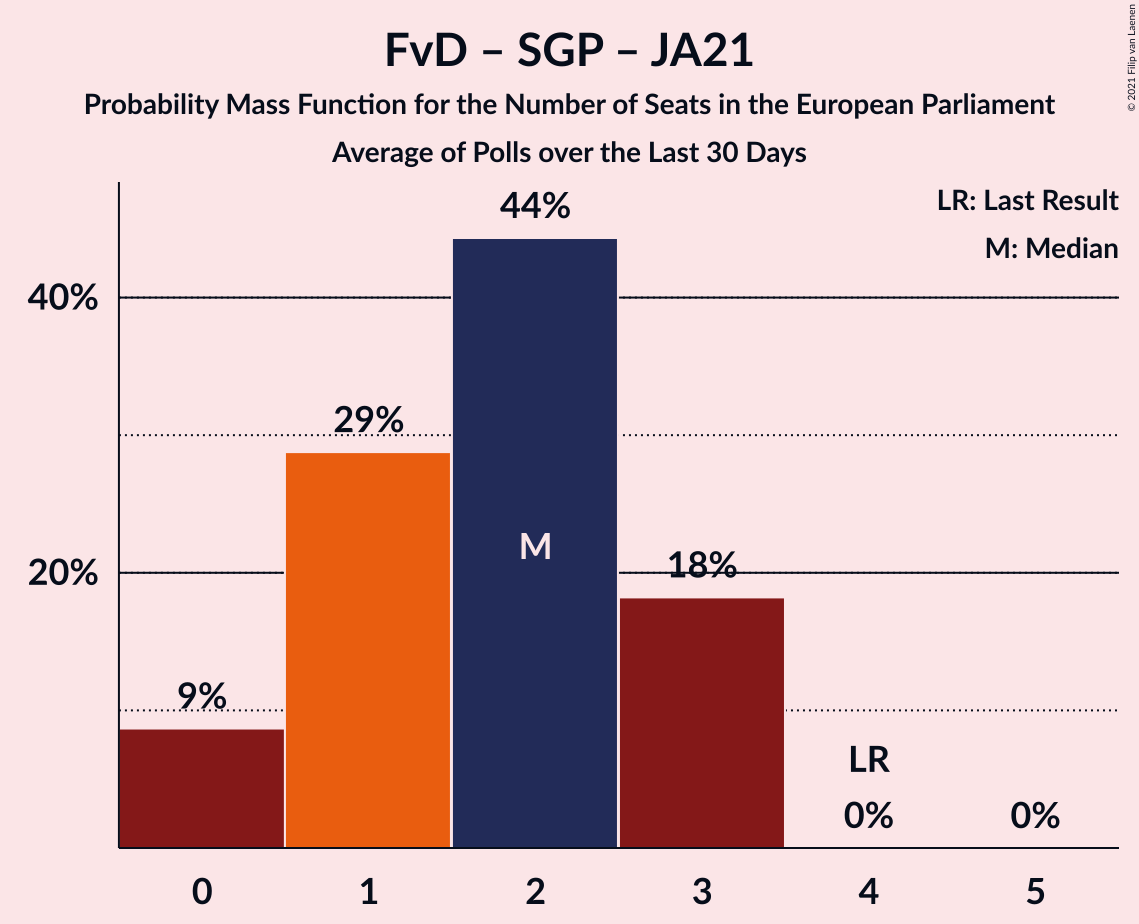 FvD – SGP – JA21
Probability Mass Function for the Number of Seats in the European Parliament
Average of Polls over the Last 30 Days
© 2021 Filip van Laenen
LR: Last Result
M: Median
44%
40%
29%
M
20%
18%
9%
LR
0%
0%
0
1
2
3
4
5